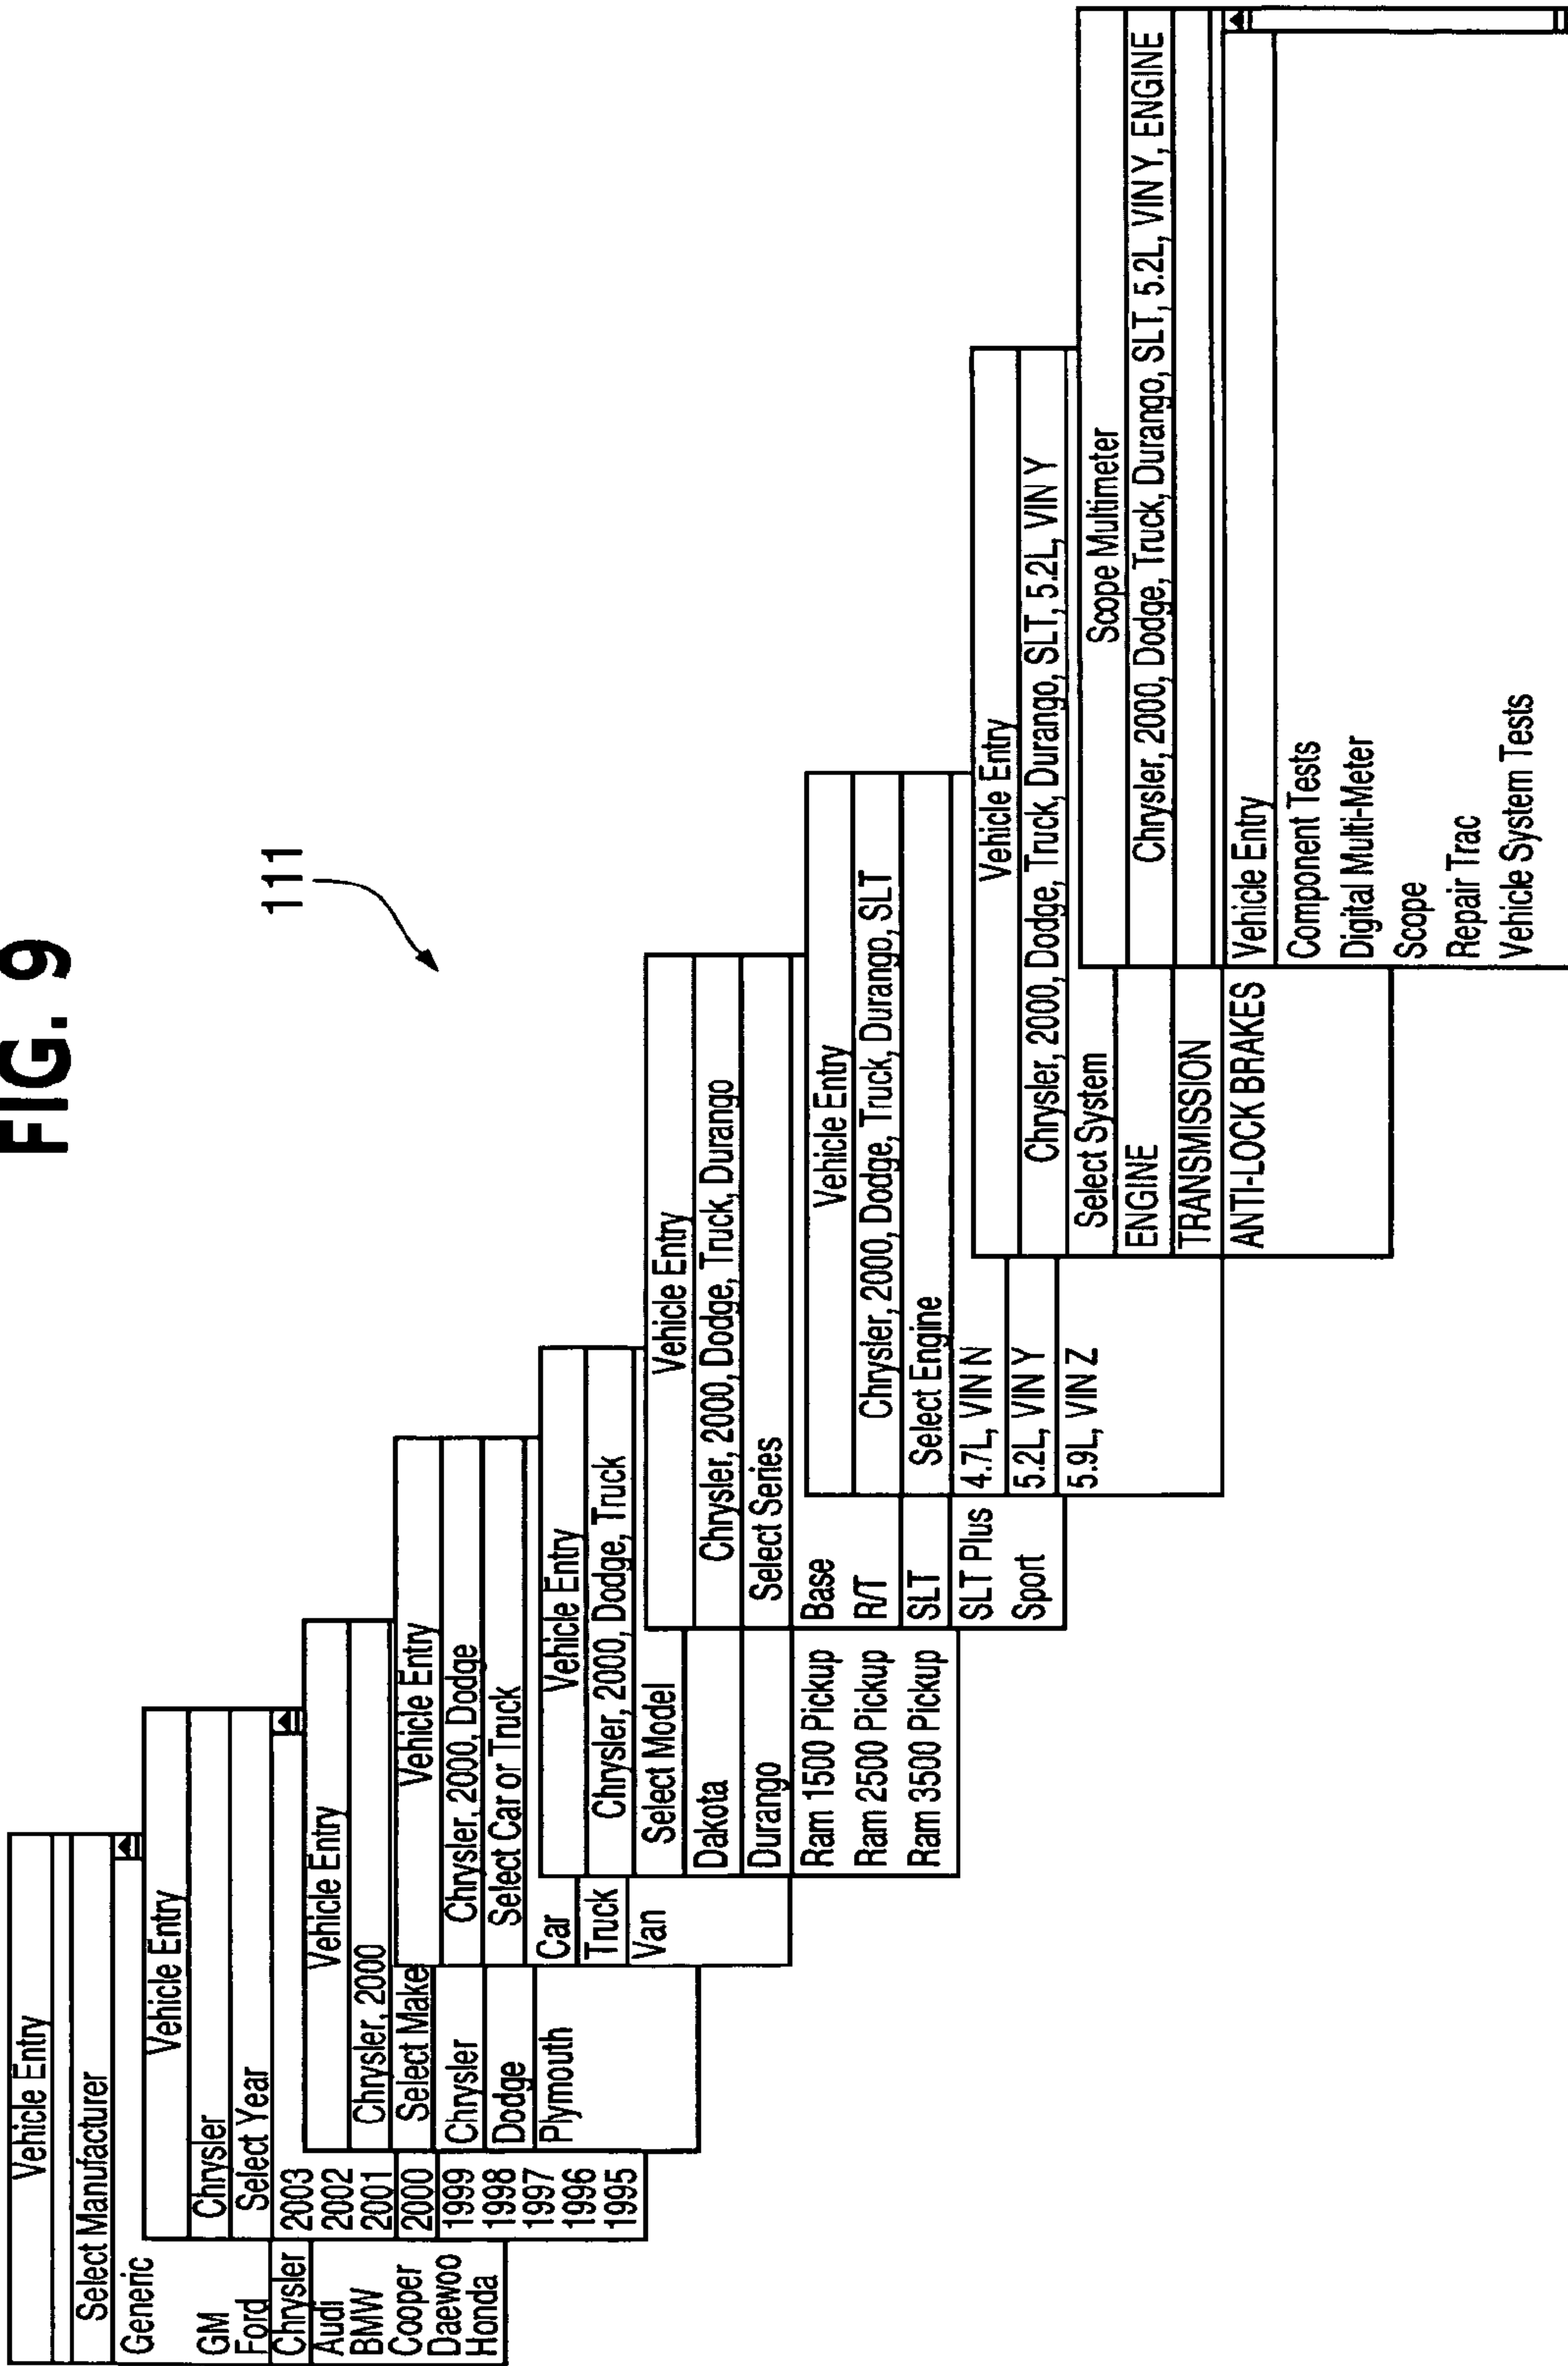 FIG. 9
111
Vehicle Entry
Select Manufacturer
Generic
GM
Ford
Chrysler
Audi
BMW
Cooper
Daewoo
Honda
Vehicle Entry
Chrysler
Select Year
2003
2002
2001
2000
1999
1998
1997
1996
1995
Vehicle Entry
Chrysler, 2000
Select Make
Chrysler
Dodge
Plymouth
Vehicle Entry
Chrysler, 2000, Dodge
Select Car or Truck
Car
Truck
Van
Vehicle Entry
Chrysler, 2000, Dodge, Truck
Select Model
Dakota
Durango
Ram 1500 Pickup
Ram 2500 Pickup
Ram 3500 Pickup
Vehicle Entry
Chrysler, 2000, Dodge, Truck, Durango
Select Series
Base
R/T
SLT
SLT Plus
Sport
Vehicle Entry
Chrysler, 2000, Dodge, Truck, Durango, SLT
Select Engine
4.7L, VIN N
5.2L, VIN Y
5.9L, VIN Z
Vehicle Entry
Chrysler, 2000, Dodge, Truck, Durango, SLT, 5.2L, VIN Y
Select System
ENGINE
TRANSMISSION
ANTI-LOCK BRAKES
Scope Multimeter
Chrysler, 2000, Dodge, Truck, Durango, SLT, 5.2L, VIN Y, ENGINE
Vehicle Entry
Component Tests
Digital Multi-Meter
Scope
Repair Trac
Vehicle System Tests